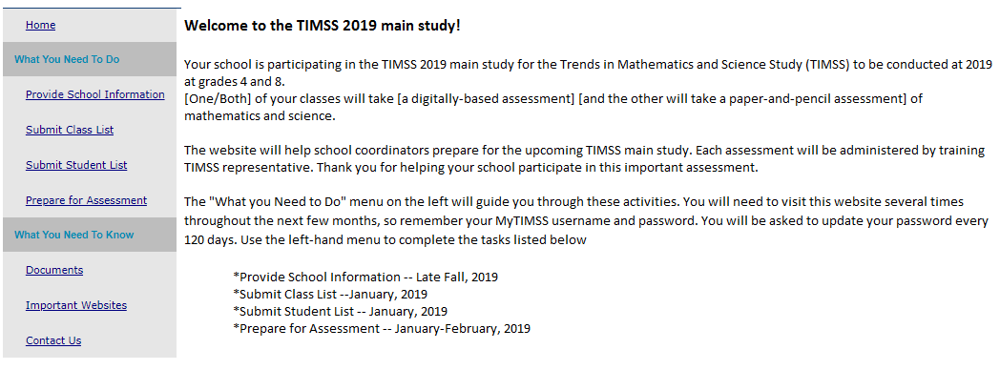 Home
What You Need To Do
Provide School Information
Submit Class List
Submit Student List
Prepare for Assessment
What You Need To Know
Documents
Important Websites
Contact Us
Welcome to the TIMSS 2019 main study!
Your school is participating in the TIMSS 2019 main study for the Trends in Mathematics and Science Study (TIMSS) to be conducted at 2019
at grades 4 and 8.
[One/Both] of your classes will take [a digitally-based assessment] [and the other will take a paper-and-pencil assessment] of
mathematics and science.
The website will help school coordinators prepare for the upcoming TIMSS main study. Each assessment will be administered by training
TIMSS representative. Thank you for helping your school participate in this important assessment.
The "What you Need to Do" menu on the left will guide you through these activities. You will need to visit this website several times
throughout the next few months, so remember your MyTIMSS username and password. You will be asked to update your password every
120 days. Use the left-hand menu to complete the tasks listed below
*Provide School Information -- Late Fall, 2019
*Submit Class List --January, 2019
*Submit Student List -- January, 2019
*Prepare for Assessment -- January-February, 2019